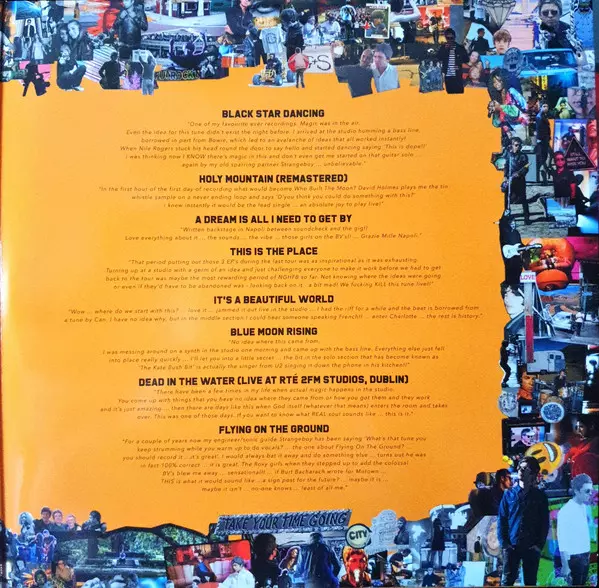 BLACK STAR DANCING
"One of my favourite ever recordings. Magic was in the air.
Even the idea for this tune didn't exist the night before. I arrived at the studio humming a bass line,
borrowed in part from Bowie, which led to an avalanche of ideas that all worked instantly!
When Nile Rogers stuck his head round the door to say hello and started dancing saying: 'This is dope!!'
i was thinking now I KNOW there's magic in this and don't even get me started on that guitar solo ...
again by my old sparring partner Strangeboy ... unbelievable."
HOLY MOUNTAIN (REMASTERED)
"In the first hour of the first day of recording what would become Who Built The Moon? David Holmes plays me the tin
whistle sample on a never ending loop and says 'D'you think you could do something with this?'
i know instantly it would be the lead single ... an absolute joy to play live!"
A DREAM IS ALL I NEED TO GET BY
"Written backstage in Napoli between soundcheck and the gig!!
Love everything about it ... the sounds ... the vibe ... those girls on the BV's!! ... Grazie Mille Napoli."
THIS IS THE PLACE
"That period putting out those 3 EP's during the last tour was as inspirational as it was exhausting.
Turning up at a studio with a germ of an idea and just challenging everyone to make it work before we had to get
back to the tour was maybe the most rewarding period of NGHFB so far. Not knowing where the ideas were going
or even if they'd have to be abandoned was - looking back on it - a bit mad! We fucking KILL this tune live!!"
IT'S A BEAUTIFUL WORLD
"Wow ... where do we start with this? ... love it ... jammed it out live in the studio ... I had the riff for a while and the beat is borrowed from
a tune by Can. I have no idea why, but in the middle section I could hear someone speaking French!! ... enter Charlotte ... the rest is history."
BLUE MOON RISING
"No idea where this came from.
I was messing around on a synth in the studio one morning and came up with the bass line. Everything else just fell
into place really quickly ... I'll let you into a little secret ... the bit in the solo section that has become known as
'The Kate Bush bit' is actually the singer from U2 singing it down the phone in his kitchen!!"
DEAD IN THE WATER (LIVE AT RTÉ 2FM STUDIOS, DUBLIN)
"There have been a few times in my life when actual magic happens in the studio.
You come up with things that you have no idea where they came from or how you got them and they work
and it's just amazing ... then there are days like this when God itself (whatever that means) enters the room and takes
over. This was one of those days. If you want to know what REAL soul sounds like ... this is it."
FLYING ON THE GROUND
"For a couple of years now my engineer/sonic guide Strangeboy has been saying 'What's that tune you
keep strumming while you warm up to do vocals? ... the one about Flying On The Ground? ...
you should record it ...it's great'. I would always bat it away and do something else ... turns out he was
in fact 100% correct ... it is great. The Roxy girls when they stepped up to add the colossal
BV's blew me away ... sensational!!! ... if Burt Bacharach wrote for Motown ...
THIS is what it would sound like ...a sign post for the future? ... maybe it is ...
maybe it isn't ... no-one knows ... least of all me."
TAKE YOUR TIME GOING
CITY
LOVE